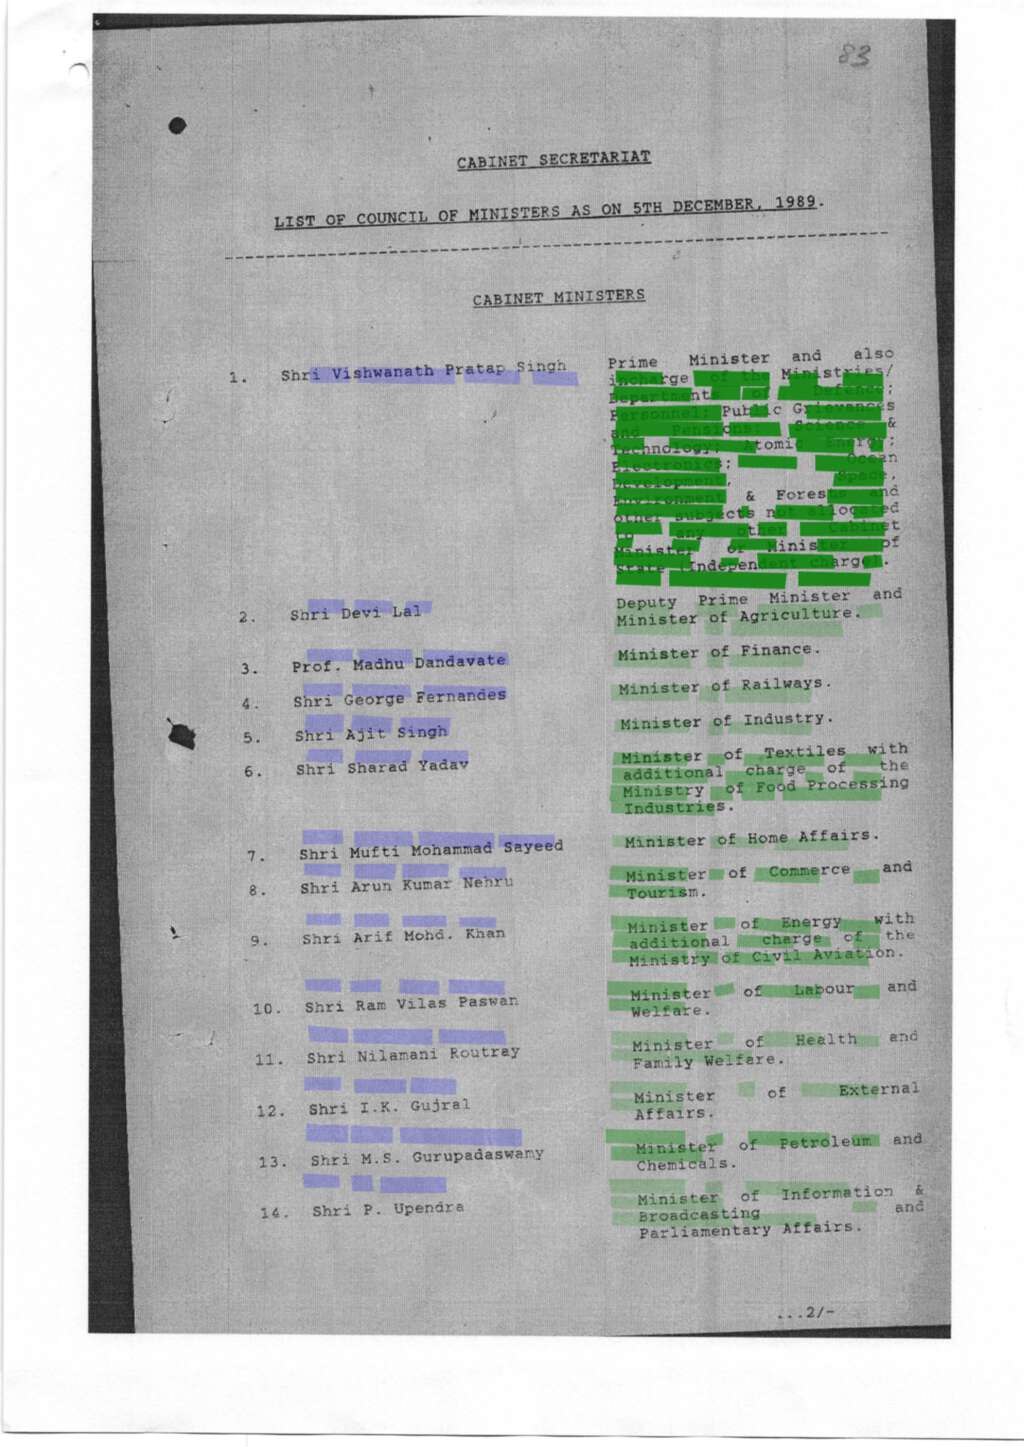 83
CABINET SECRETARIAT
LIST OF COUNCIL OF MINISTERS AS ON 5TH DECEMBER, 1989.
CABINET MINISTERS
1. Shri Vishwanath Pratap Singh Prime Minister and also
incharge of the Ministries/
Departments of Defence;
Personnel; Public Grievances
and Pensions; Science &
Technology; Atomic Energy;
Electronics; Ocean
Development, Space,
Environment & Forests and
other subjects not allocated
to any other Cabinet
Minister or Minister of
State (Independent charge).
2. Shri Devi Lal Deputy Prime Minister and
Minister of Agriculture.
3. Prof. Madhu Dandavate Minister of Finance.
4. Shri George Fernandes Minister of Railways.
5. Shri Ajit Singh Minister of Industry.
6. Shri Sharad Yadav Minister of Textiles with
additional charge of the
Ministry of Food Processing
Industries.
7. Shri Mufti Mohammad Sayeed Minister of Home Affairs.
8. Shri Arun Kumar Nehru Minister of Commerce and
Tourism.
9. Shri Arif Mohd. Khan Minister of Energy with
additional charge of the
Ministry of Civil Aviation.
10. Shri Ram Vilas Paswan Minister of Labour and
Welfare.
11. Shri Nilamani Routray Minister of Health and
Family Welfare.
12. Shri I.K. Gujral Minister of External
Affairs.
13. Shri M.S. Gurupadaswamy Minister of Petroleum and
Chemicals.
14. Shri P. Upendra Minister of Information &
Broadcasting and
Parliamentary Affairs.
...2/-